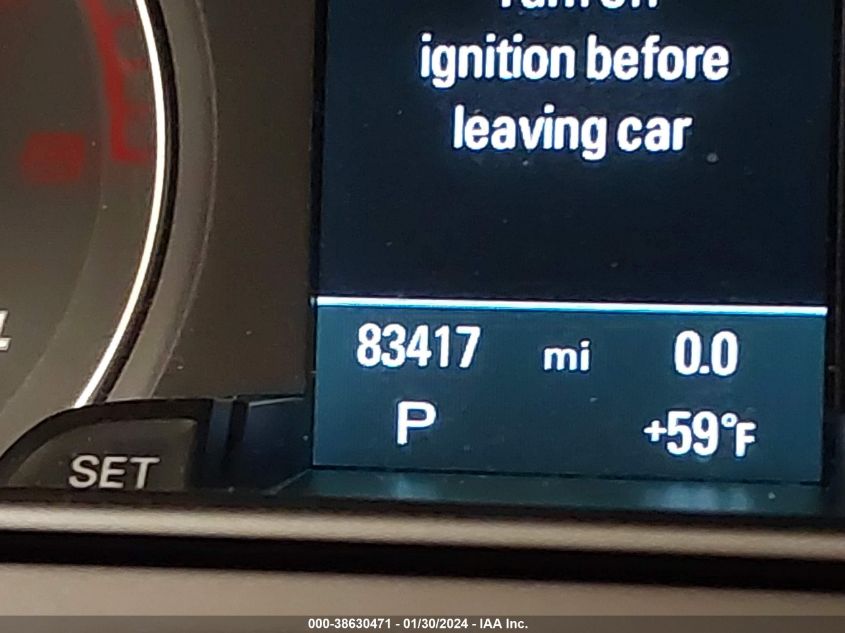 ignition before
leaving car
83417 mi 0.0
P +59°F
SET
000-38630471 - 01/30/2024 - IAA Inc.